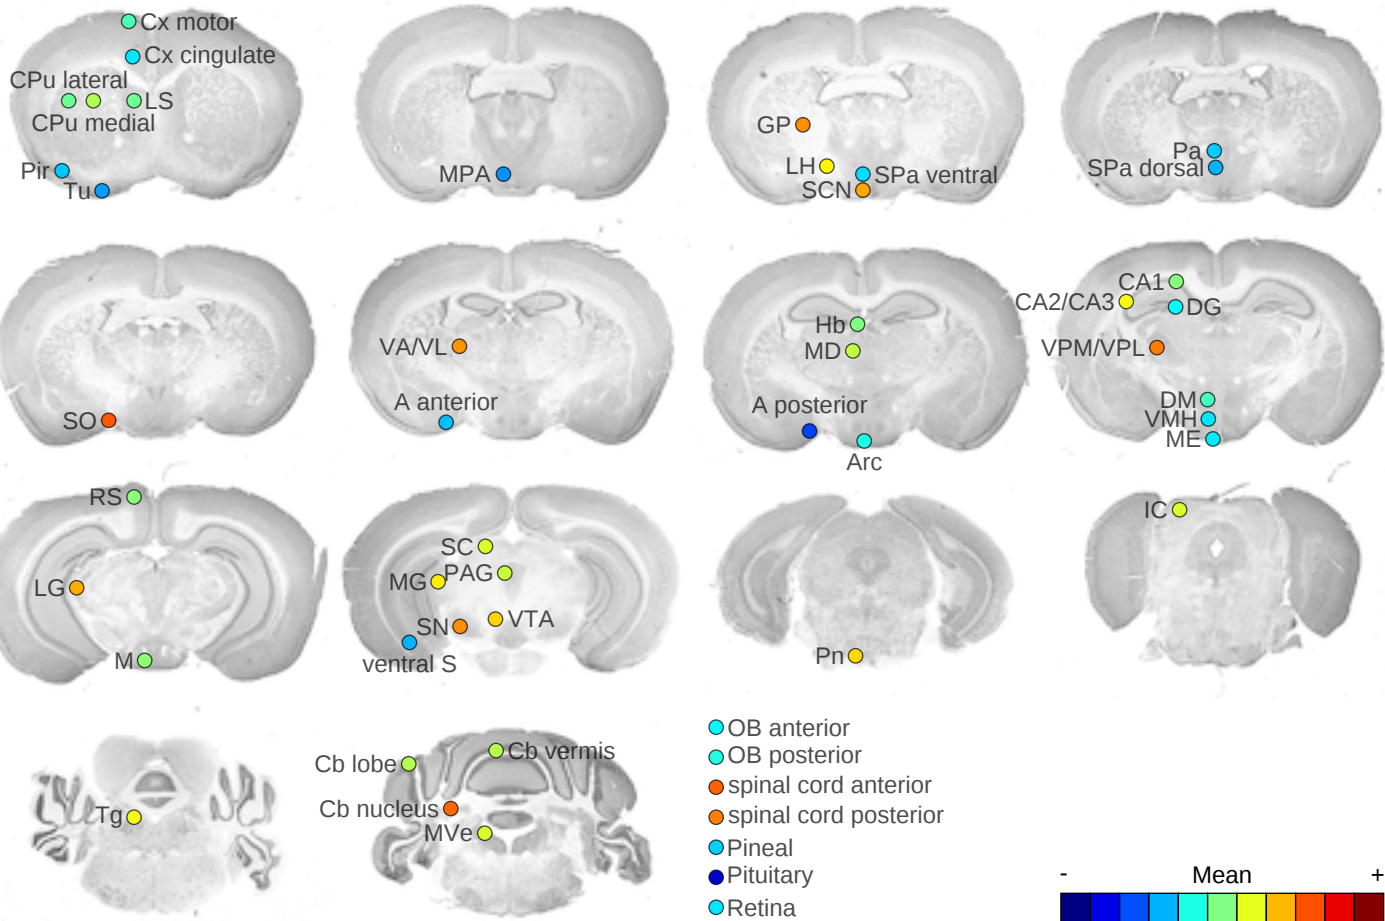 Cx motor
Cx cingulate
CPu lateral
LS
CPu medial
Pir
Tu
MPA
GP
LH
SPa ventral
SCN
Pa
SPa dorsal
SO
VA/VL
A anterior
Hb
MD
A posterior
Arc
CA1
CA2/CA3
DG
VPM/VPL
DM
VMH
ME
RS
LG
M
SC
PAG
MG
VTA
SN
ventral S
Pn
IC
Tg
Cb lobe
Cb vermis
Cb nucleus
MVe
OB anterior
OB posterior
spinal cord anterior
spinal cord posterior
Pineal
Pituitary
Retina
- Mean +